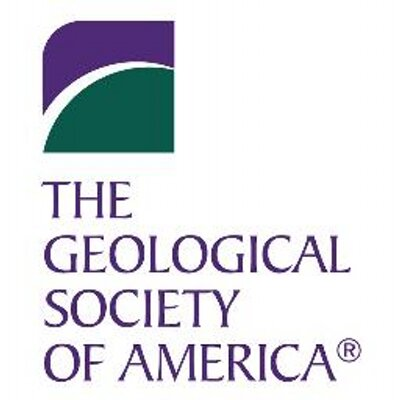 THE
GEOLOGICAL
SOCIETY
OF AMERICA®